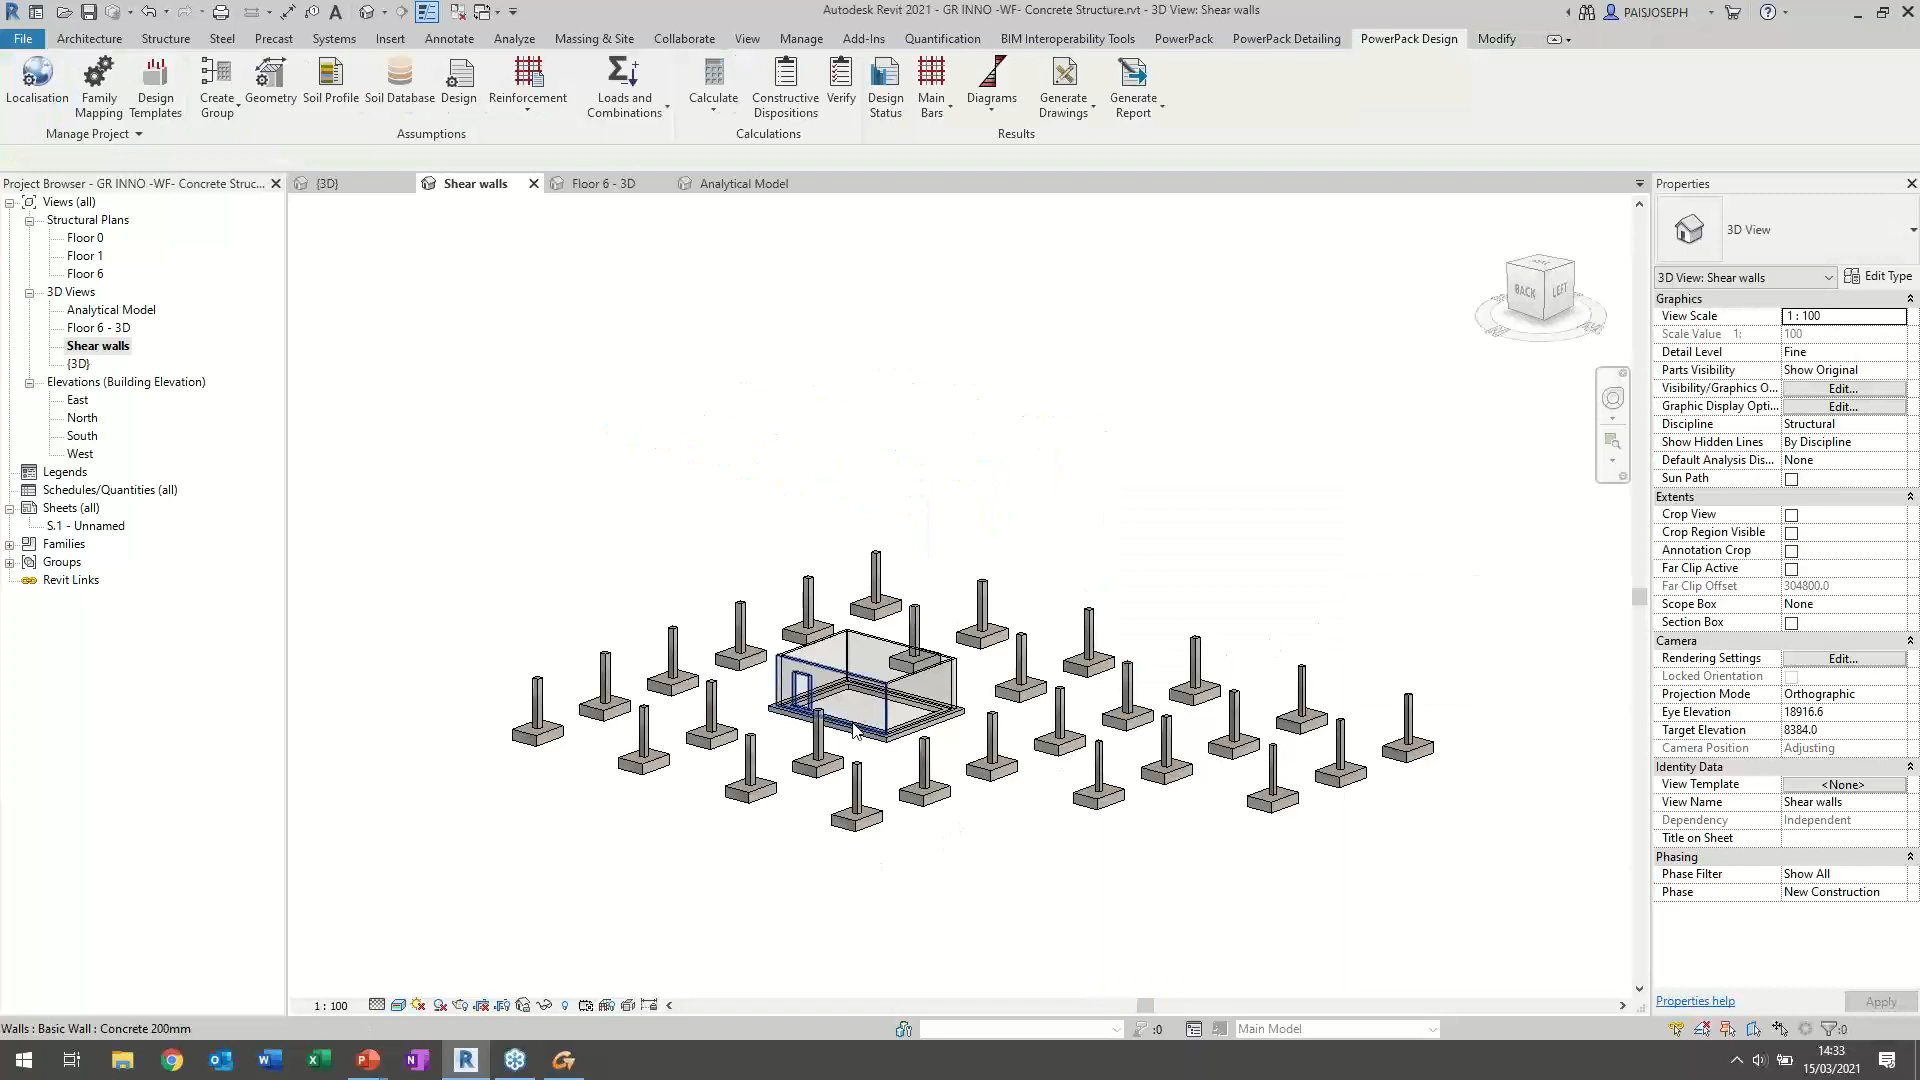 Autodesk Revit 2021 - GR INNO -WF- Concrete Structure.rvt - 3D View: Shear walls
PAISJOSEPH
File Architecture Structure Steel Precast Systems Insert Annotate Analyze Massing & Site Collaborate View Manage Add-Ins Quantification BIM Interoperability Tools PowerPack PowerPack Detailing PowerPack Design Modify
Localisation
Family Mapping
Design Templates
Create Group
Geometry
Soil Profile
Soil Database
Design
Reinforcement
Loads and Combinations
Calculate
Constructive Dispositions
Verify
Design Status
Main Bars
Diagrams
Generate Drawings
Generate Report
Manage Project Assumptions Calculations Results
Project Browser - GR INNO -WF- Concrete Struc...
{3D} Shear walls Floor 6 - 3D Analytical Model
Views (all)
Structural Plans
Floor 0
Floor 1
Floor 6
3D Views
Analytical Model
Floor 6 - 3D
Shear walls
{3D}
Elevations (Building Elevation)
East
North
South
West
Legends
Schedules/Quantities (all)
Sheets (all)
S.1 - Unnamed
Families
Groups
Revit Links
BACK LEFT
Properties
3D View
3D View: Shear walls Edit Type
Graphics
View Scale 1 : 100
Scale Value 1: 100
Detail Level Fine
Parts Visibility Show Original
Visibility/Graphics O... Edit...
Graphic Display Opti... Edit...
Discipline Structural
Show Hidden Lines By Discipline
Default Analysis Dis... None
Sun Path
Extents
Crop View
Crop Region Visible
Annotation Crop
Far Clip Active
Far Clip Offset 304800.0
Scope Box None
Section Box
Camera
Rendering Settings Edit...
Locked Orientation
Projection Mode Orthographic
Eye Elevation 18916.6
Target Elevation 8384.0
Camera Position Adjusting
Identity Data
View Template <None>
View Name Shear walls
Dependency Independent
Title on Sheet
Phasing
Phase Filter Show All
Phase New Construction
Properties help Apply
1 : 100
Walls : Basic Wall : Concrete 200mm
:0 Main Model :0
14:33
15/03/2021